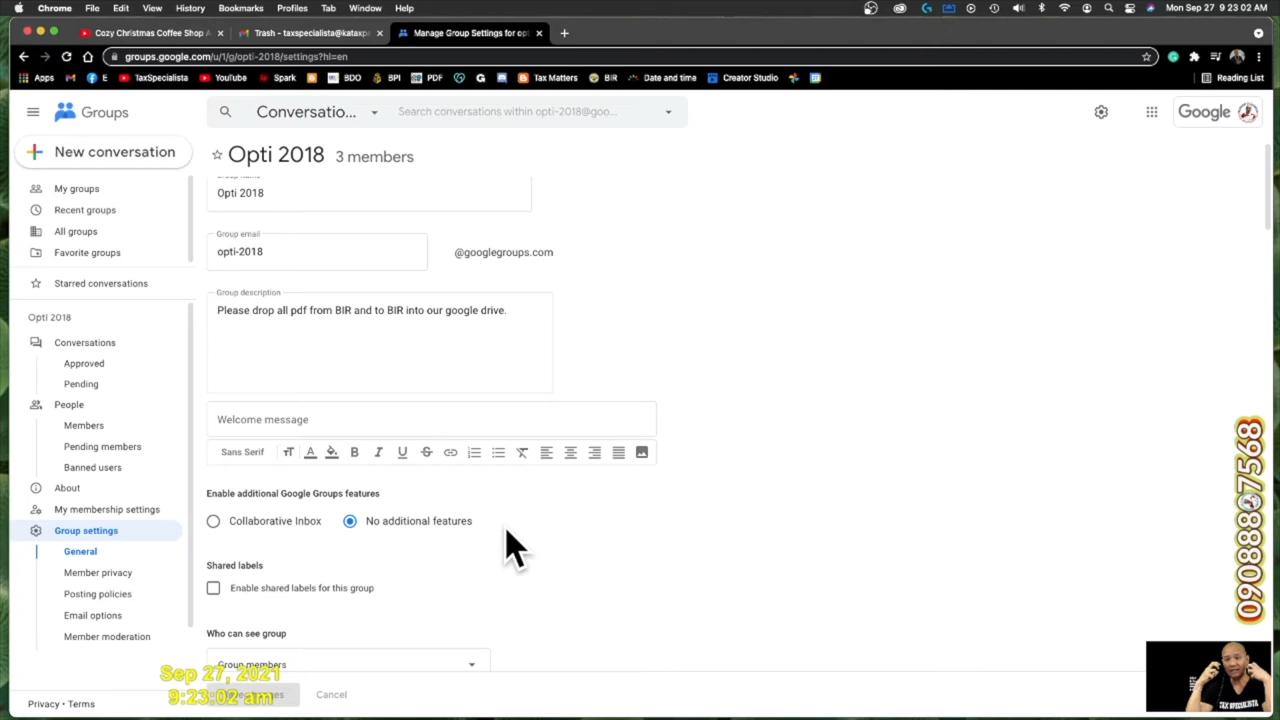 Chrome File Edit View History Bookmarks Profiles Tab Window Help Mon Sep 27 9:23:02 AM
Cozy Christmas Coffee Shop A Trash – taxspecialista@kataxp Manage Group Settings for opt
groups.google.com/u/1/g/opti-2018/settings?hl=en
Apps E TaxSpecialista YouTube Spark BDO BPI PDF Tax Matters BIR Date and time Creator Studio Reading List
Groups
Conversatio...
Search conversations within opti-2018@goo...
Google
New conversation
Opti 2018 3 members
My groups
Recent groups
All groups
Favorite groups
Starred conversations
Opti 2018
Conversations
Approved
Pending
People
Members
Pending members
Banned users
About
My membership settings
Group settings
General
Member privacy
Posting policies
Email options
Member moderation
Privacy • Terms
Group name
Opti 2018
Group email
opti-2018
@googlegroups.com
Group description
Please drop all pdf from BIR and to BIR into our google drive.
Welcome message
Sans Serif
Enable additional Google Groups features
Collaborative Inbox No additional features
Shared labels
Enable shared labels for this group
Who can see group
Group members
Cancel
Sep 27, 2021
9:23:02 am
TAX SPECIALISTA